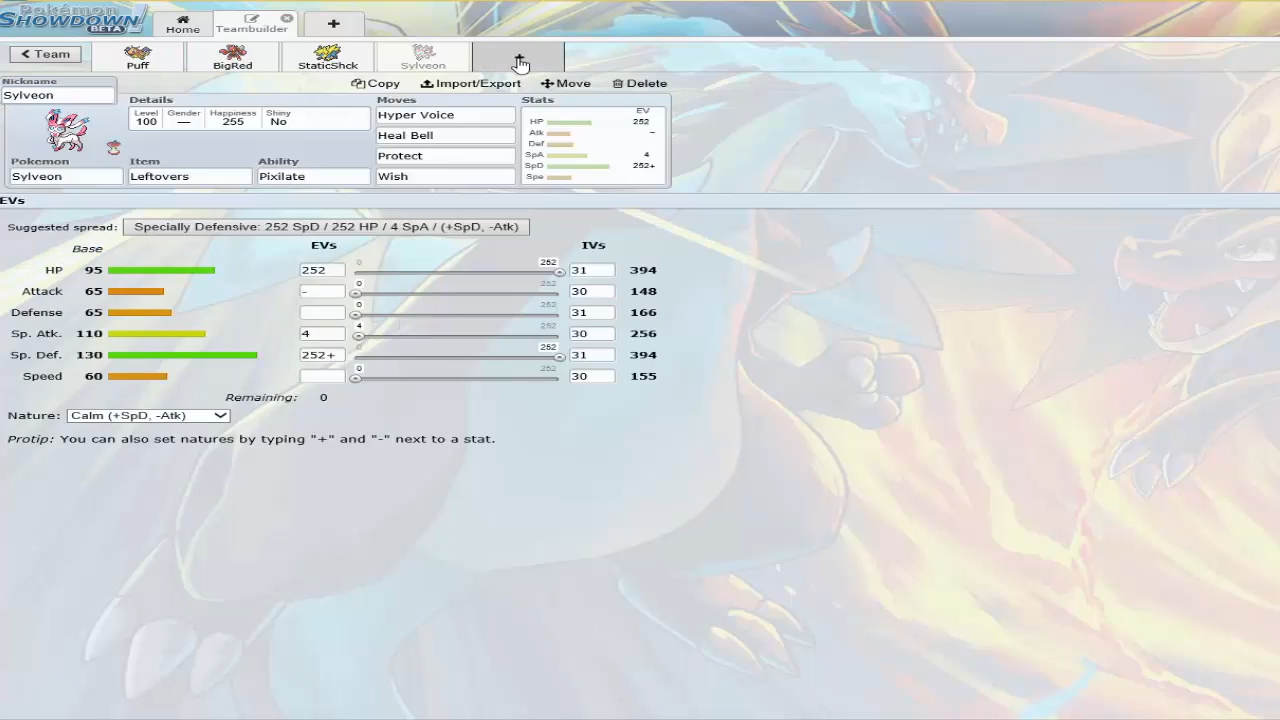 Pokémon
SHOWDOWN
BETA
Home
Teambuilder
+
< Team
Puff
BigRed
StaticShck
Sylveon
+
Nickname
Sylveon
Copy
Import/Export
Move
Delete
Details
Level
100
Gender
—
Happiness
255
Shiny
No
Pokemon
Sylveon
Item
Leftovers
Ability
Pixilate
Moves
Hyper Voice
Heal Bell
Protect
Wish
Stats
EV
HP 252
Atk -
Def
SpA 4
SpD 252+
Spe
EVs
Suggested spread: Specially Defensive: 252 SpD / 252 HP / 4 SpA / (+SpD, -Atk)
Base EVs IVs
HP 95 252 0 252 31 394
Attack 65 - 0 252 30 148
Defense 65 0 252 31 166
Sp. Atk. 110 4 4 252 30 256
Sp. Def. 130 252+ 0 252 31 394
Speed 60 0 252 30 155
Remaining: 0
Nature: Calm (+SpD, -Atk)
Protip: You can also set natures by typing "+" and "-" next to a stat.